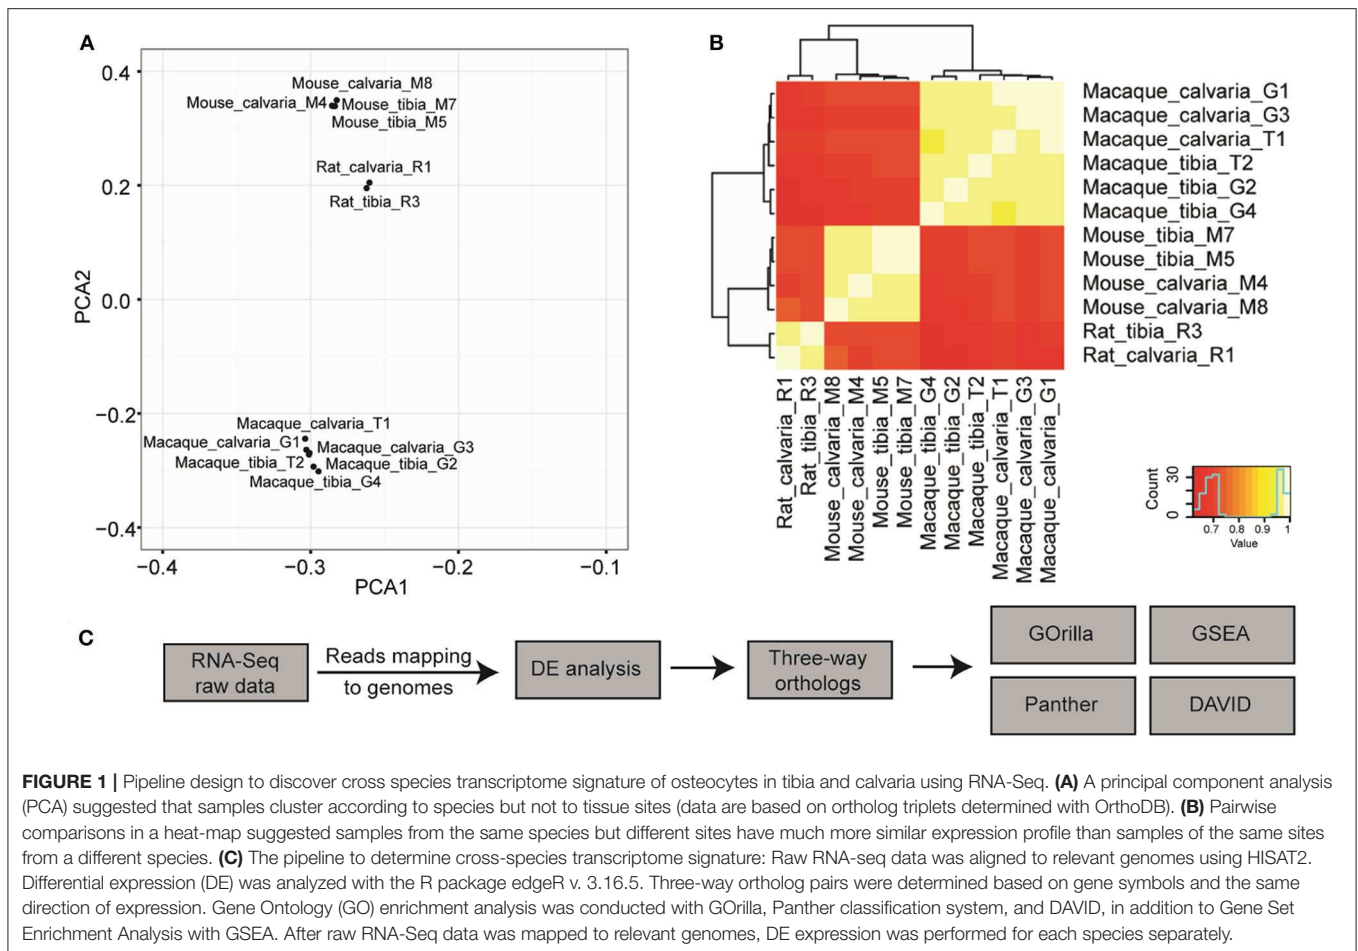 A
0.4
0.2
0.0
−0.2
−0.4
PCA2
Mouse_calvaria_M8
Mouse_calvaria_M4
Mouse_tibia_M7
Mouse_tibia_M5
Rat_calvaria_R1
Rat_tibia_R3
Macaque_calvaria_T1
Macaque_calvaria_G1
Macaque_calvaria_G3
Macaque_tibia_T2
Macaque_tibia_G2
Macaque_tibia_G4
−0.4
−0.3
−0.2
−0.1
PCA1
B
Macaque_calvaria_G1
Macaque_calvaria_G3
Macaque_calvaria_T1
Macaque_tibia_T2
Macaque_tibia_G2
Macaque_tibia_G4
Mouse_tibia_M7
Mouse_tibia_M5
Mouse_calvaria_M4
Mouse_calvaria_M8
Rat_tibia_R3
Rat_calvaria_R1
Rat_calvaria_R1
Rat_tibia_R3
Mouse_calvaria_M8
Mouse_calvaria_M4
Mouse_tibia_M5
Mouse_tibia_M7
Macaque_tibia_G4
Macaque_tibia_G2
Macaque_tibia_T2
Macaque_calvaria_T1
Macaque_calvaria_G3
Macaque_calvaria_G1
Count
30
0
0.7
0.8
0.9
1
Value
C
RNA-Seq
raw data
Reads mapping
to genomes
DE analysis
Three-way
orthologs
GOrilla
GSEA
Panther
DAVID
FIGURE 1 | Pipeline design to discover cross species transcriptome signature of osteocytes in tibia and calvaria using RNA-Seq. (A) A principal component analysis
(PCA) suggested that samples cluster according to species but not to tissue sites (data are based on ortholog triplets determined with OrthoDB). (B) Pairwise
comparisons in a heat-map suggested samples from the same species but different sites have much more similar expression profile than samples of the same sites
from a different species. (C) The pipeline to determine cross-species transcriptome signature: Raw RNA-seq data was aligned to relevant genomes using HISAT2.
Differential expression (DE) was analyzed with the R package edgeR v. 3.16.5. Three-way ortholog pairs were determined based on gene symbols and the same
direction of expression. Gene Ontology (GO) enrichment analysis was conducted with GOrilla, Panther classification system, and DAVID, in addition to Gene Set
Enrichment Analysis with GSEA. After raw RNA-Seq data was mapped to relevant genomes, DE expression was performed for each species separately.